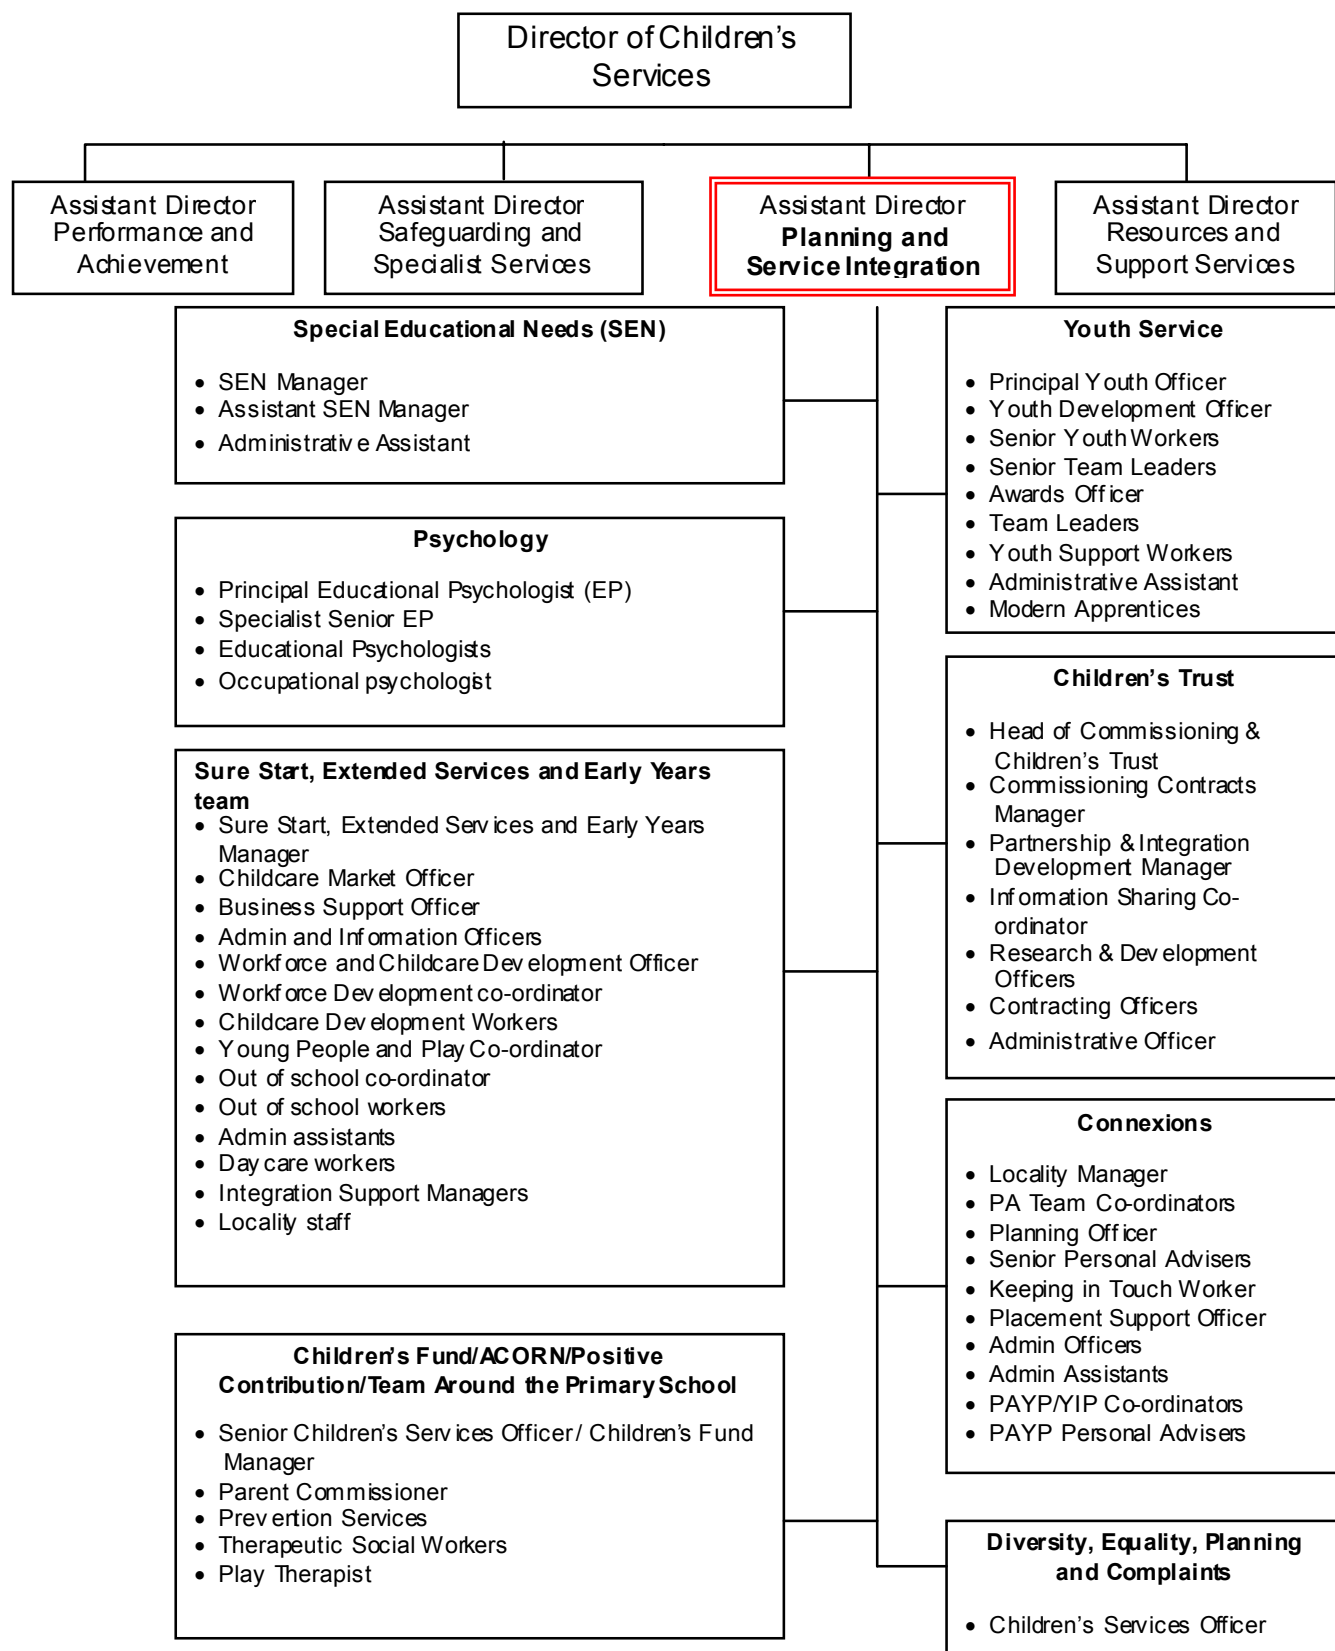 Director of Children’s
Services
Assistant Director
Performance and
Achievement
Assistant Director
Safeguarding and
Specialist Services
Assistant Director
Planning and
Service Integration
Assistant Director
Resources and
Support Services
Special Educational Needs (SEN)
• SEN Manager
• Assistant SEN Manager
• Administrative Assistant
Psychology
• Principal Educational Psychologist (EP)
• Specialist Senior EP
• Educational Psychologists
• Occupational psychologist
Sure Start, Extended Services and Early Years
team
• Sure Start, Extended Services and Early Years
Manager
• Childcare Market Officer
• Business Support Officer
• Admin and Information Officers
• Workforce and Childcare Development Officer
• Workforce Development co-ordinator
• Childcare Development Workers
• Young People and Play Co-ordinator
• Out of school co-ordinator
• Out of school workers
• Admin assistants
• Day care workers
• Integration Support Managers
• Locality staff
Children’s Fund/ACORN/Positive
Contribution/Team Around the Primary School
• Senior Children’s Services Officer / Children’s Fund
Manager
• Parent Commissioner
• Prevention Services
• Therapeutic Social Workers
• Play Therapist
Youth Service
• Principal Youth Officer
• Youth Development Officer
• Senior Youth Workers
• Senior Team Leaders
• Awards Officer
• Team Leaders
• Youth Support Workers
• Administrative Assistant
• Modern Apprentices
Children’s Trust
• Head of Commissioning &
Children’s Trust
• Commissioning Contracts
Manager
• Partnership & Integration
Development Manager
• Information Sharing Co-
ordinator
• Research & Development
Officers
• Contracting Officers
• Administrative Officer
Connexions
• Locality Manager
• PA Team Co-ordinators
• Planning Officer
• Senior Personal Advisers
• Keeping in Touch Worker
• Placement Support Officer
• Admin Officers
• Admin Assistants
• PAYP/YIP Co-ordinators
• PAYP Personal Advisers
Diversity, Equality, Planning
and Complaints
• Children’s Services Officer